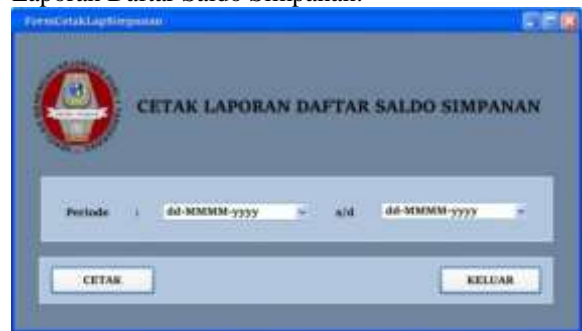 Laporan Daftar Saldo Simpanan.
FormCetakLapSimpanan
CETAK LAPORAN DAFTAR SALDO SIMPANAN
Periode : dd-MMMM-yyyy s/d dd-MMMM-yyyy
CETAK KELUAR